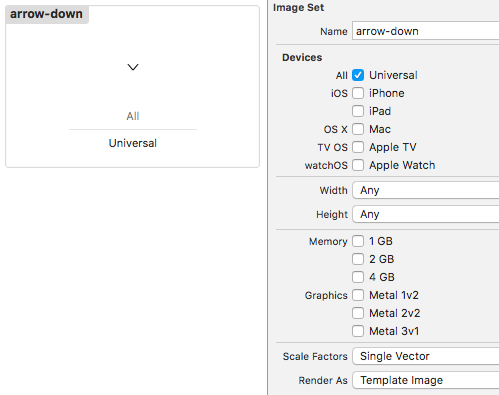 arrow-down
All
Universal
Image Set
Name arrow-down
Devices
All Universal
iOS iPhone
iPad
OS X Mac
TV OS Apple TV
watchOS Apple Watch
Width Any
Height Any
Memory 1 GB
2 GB
4 GB
Graphics Metal 1v2
Metal 2v2
Metal 3v1
Scale Factors Single Vector
Render As Template Image